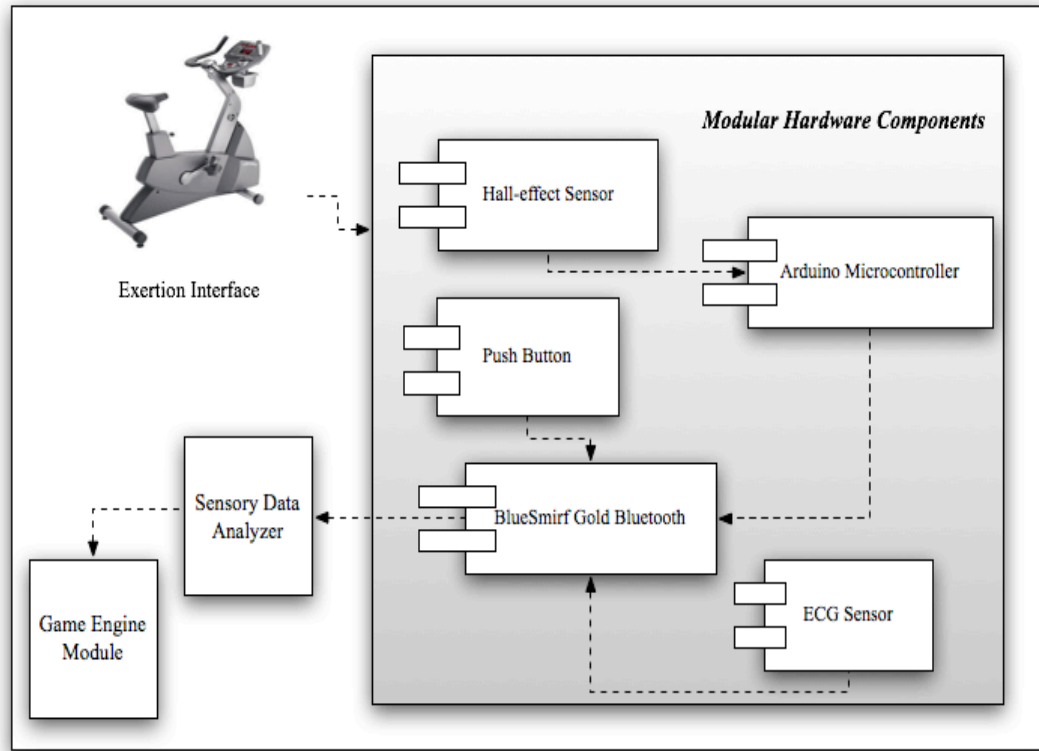 Modular Hardware Components
Hall-effect Sensor
Arduino Microcontroller
Exertion Interface
Push Button
Sensory Data
Analyzer
BlueSmirf Gold Bluetooth
Game Engine
Module
ECG Sensor